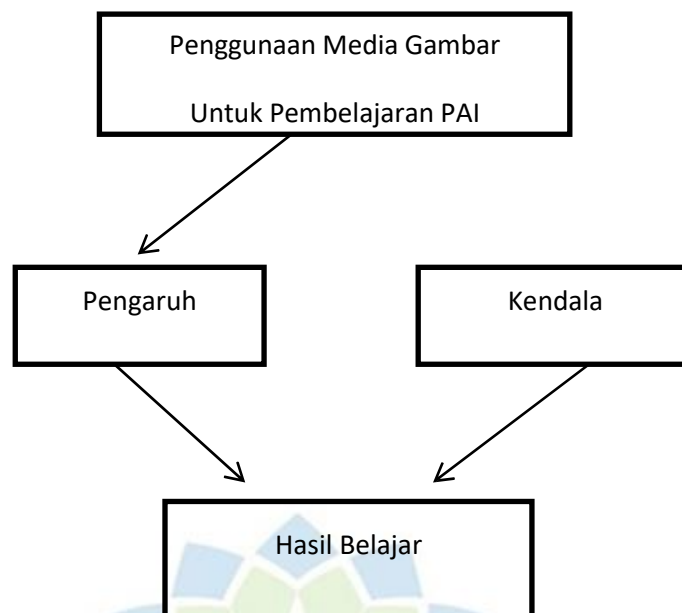 Penggunaan Media Gambar
Untuk Pembelajaran PAI
Pengaruh
Kendala
Hasil Belajar